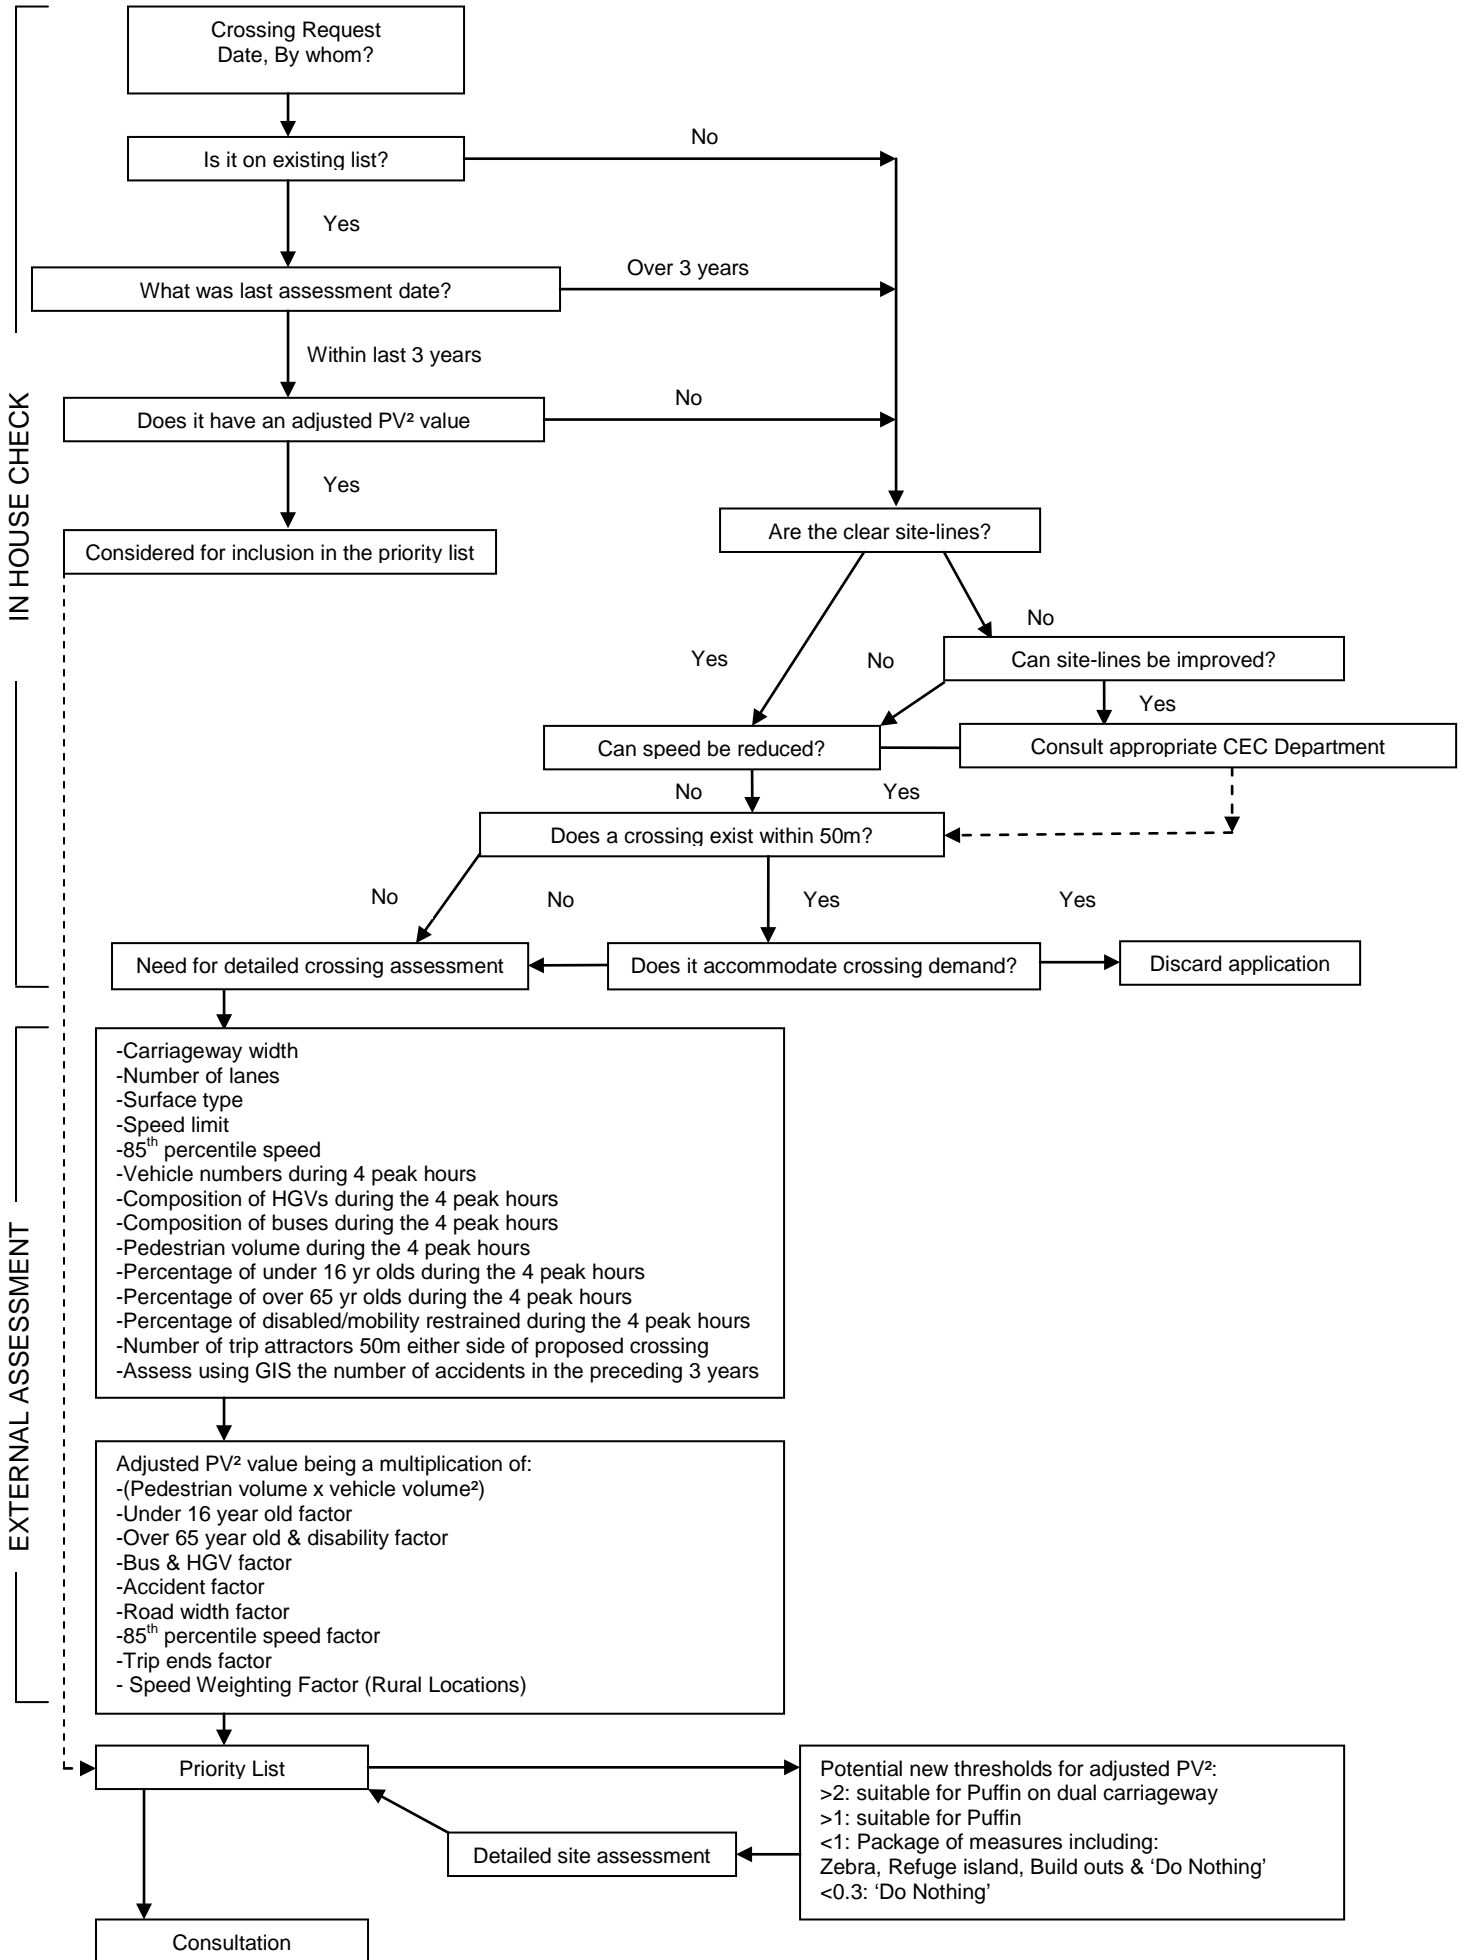 Crossing Request
Date, By whom?
No
Is it on existing list?
Yes
Over 3 years
What was last assessment date?
Within last 3 years
No
Does it have an adjusted PV² value
Yes
Are the clear site-lines?
Considered for inclusion in the priority list
IN HOUSE CHECK
No
Yes
No
Can site-lines be improved?
Yes
Can speed be reduced?
Consult appropriate CEC Department
No
Yes
Does a crossing exist within 50m?
No
No
Yes
Yes
Need for detailed crossing assessment
Does it accommodate crossing demand?
Discard application
EXTERNAL ASSESSMENT
-Carriageway width
-Number of lanes
-Surface type
-Speed limit
-85th percentile speed
-Vehicle numbers during 4 peak hours
-Composition of HGVs during the 4 peak hours
-Composition of buses during the 4 peak hours
-Pedestrian volume during the 4 peak hours
-Percentage of under 16 yr olds during the 4 peak hours
-Percentage of over 65 yr olds during the 4 peak hours
-Percentage of disabled/mobility restrained during the 4 peak hours
-Number of trip attractors 50m either side of proposed crossing
-Assess using GIS the number of accidents in the preceding 3 years
Adjusted PV² value being a multiplication of:
-(Pedestrian volume x vehicle volume²)
-Under 16 year old factor
-Over 65 year old & disability factor
-Bus & HGV factor
-Accident factor
-Road width factor
-85th percentile speed factor
-Trip ends factor
- Speed Weighting Factor (Rural Locations)
Priority List
Potential new thresholds for adjusted PV²:
>2: suitable for Puffin on dual carriageway
>1: suitable for Puffin
<1: Package of measures including:
Zebra, Refuge island, Build outs & ‘Do Nothing’
<0.3: ‘Do Nothing’
Detailed site assessment
Consultation